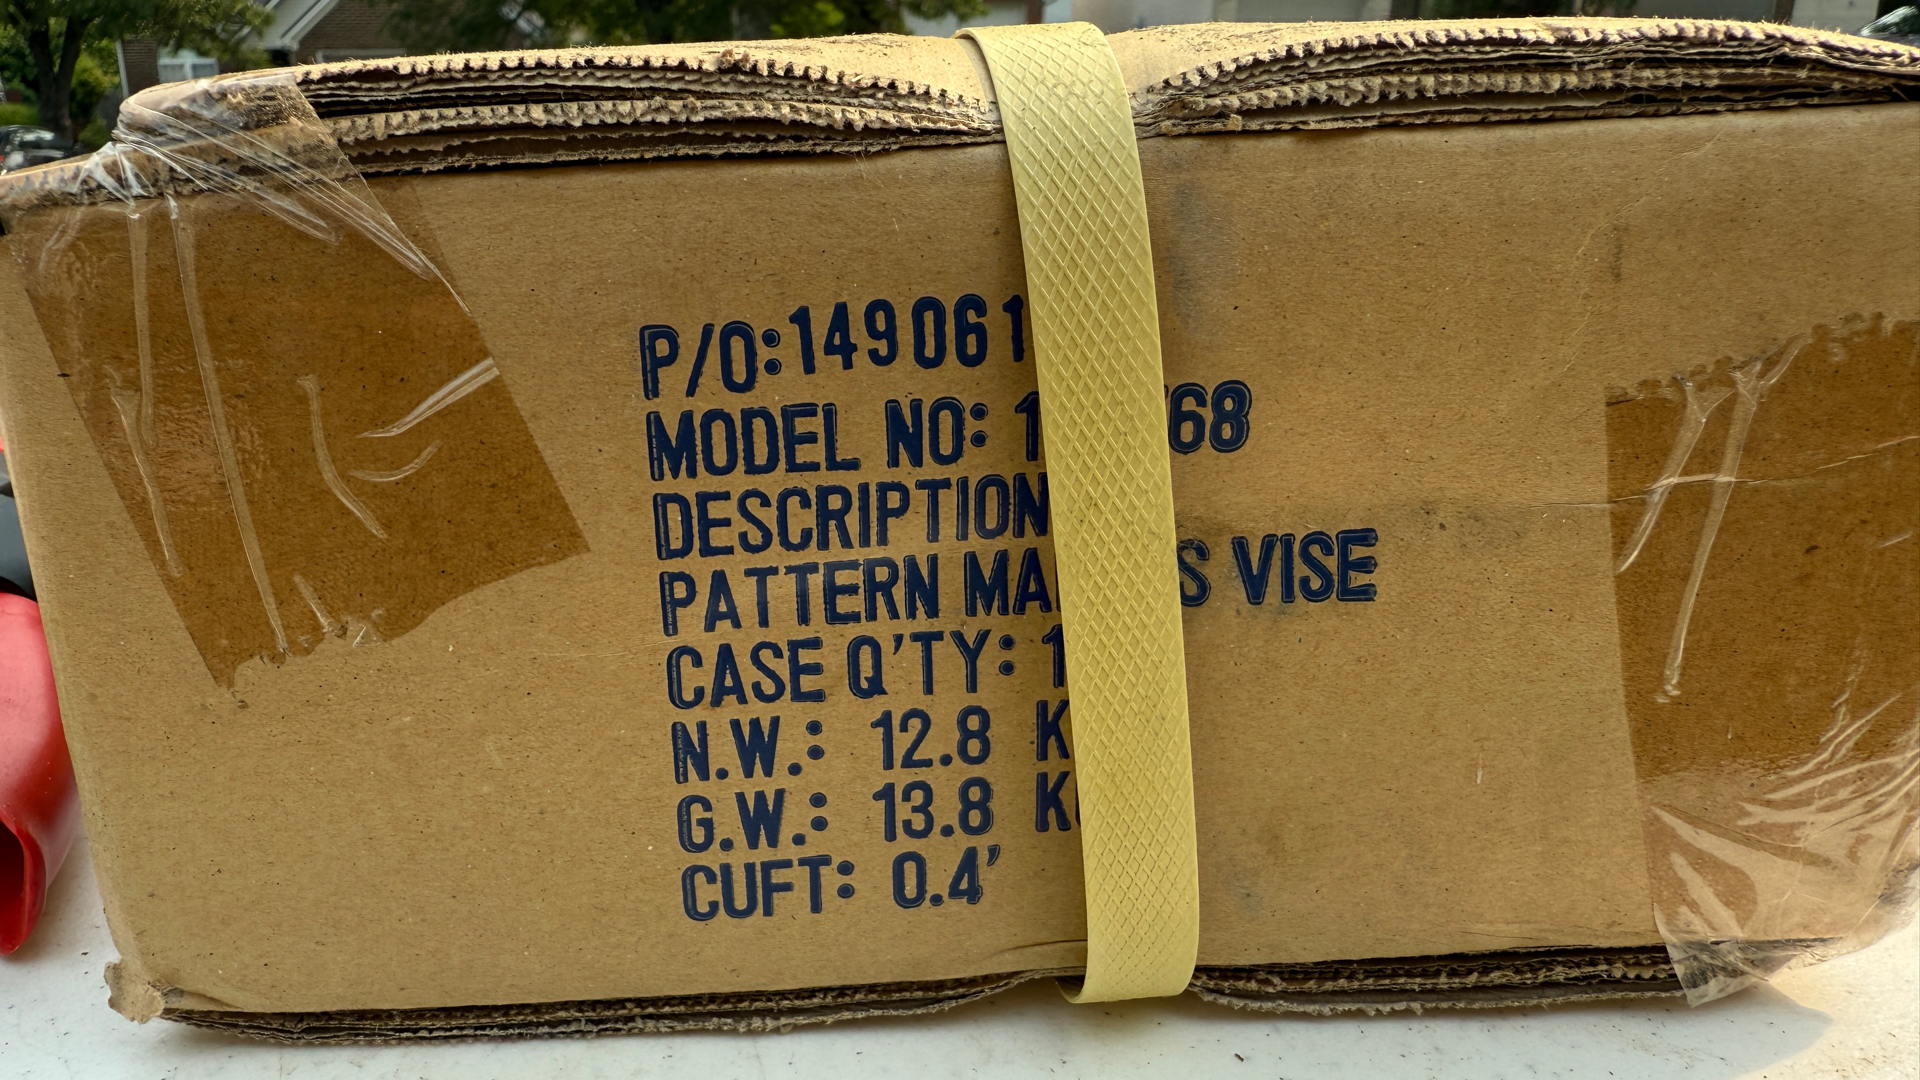 P/O:149061
MODEL NO: 1 68
DESCRIPTION
PATTERN MA S VISE
CASE Q'TY: 1
N.W.: 12.8 K
G.W.: 13.8 K
CUFT: 0.4'